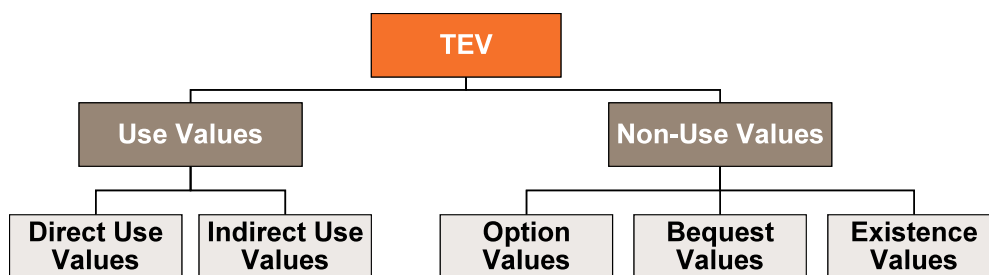 TEV
Use Values
Non-Use Values
Direct Use
Values
Indirect Use
Values
Option
Values
Bequest
Values
Existence
Values